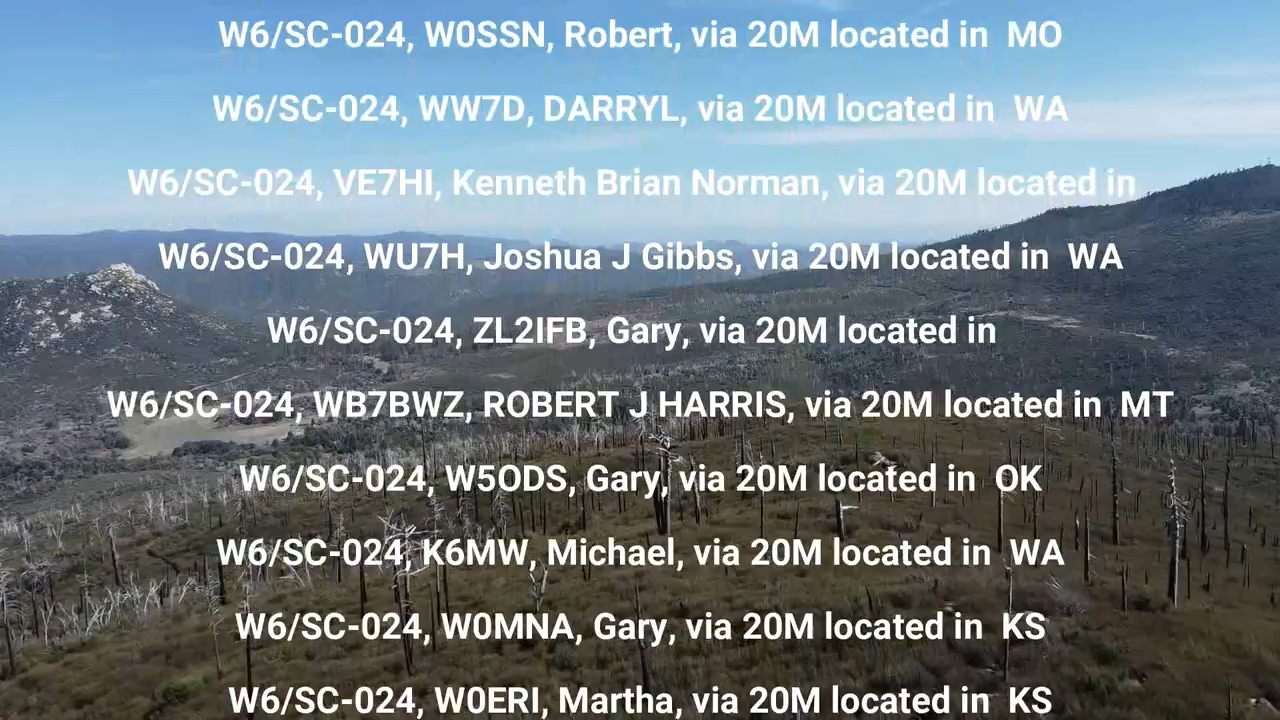 W6/SC-024, W0SSN, Robert, via 20M located in  MO
W6/SC-024, WW7D, DARRYL, via 20M located in  WA
W6/SC-024, VE7HI, Kenneth Brian Norman, via 20M located in
W6/SC-024, WU7H, Joshua J Gibbs, via 20M located in  WA
W6/SC-024, ZL2IFB, Gary, via 20M located in
W6/SC-024, WB7BWZ, ROBERT J HARRIS, via 20M located in  MT
W6/SC-024, W5ODS, Gary, via 20M located in  OK
W6/SC-024, K6MW, Michael, via 20M located in  WA
W6/SC-024, W0MNA, Gary, via 20M located in  KS
W6/SC-024, W0ERI, Martha, via 20M located in  KS